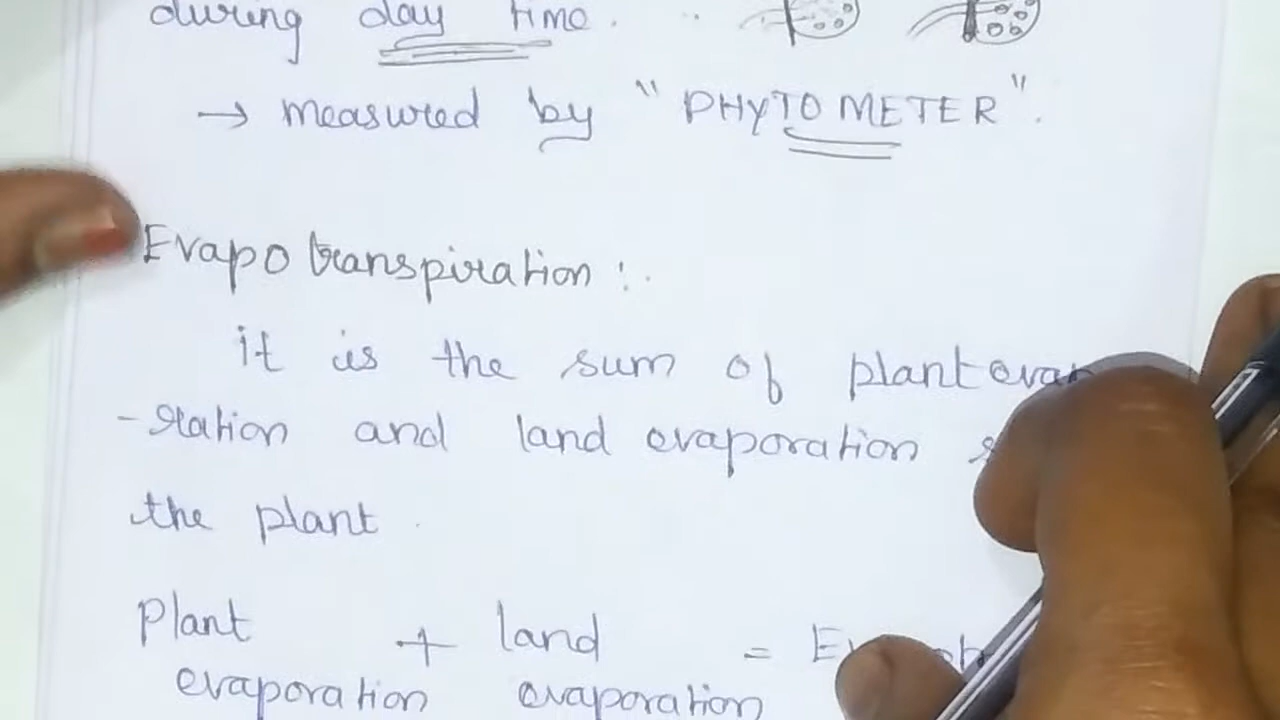 during day time.
→ measured by "PHYTOMETER".
Evapotranspiration :.
it is the sum of plant
-ration and land evaporation
the plant
Plant + land =
evaporation evaporation